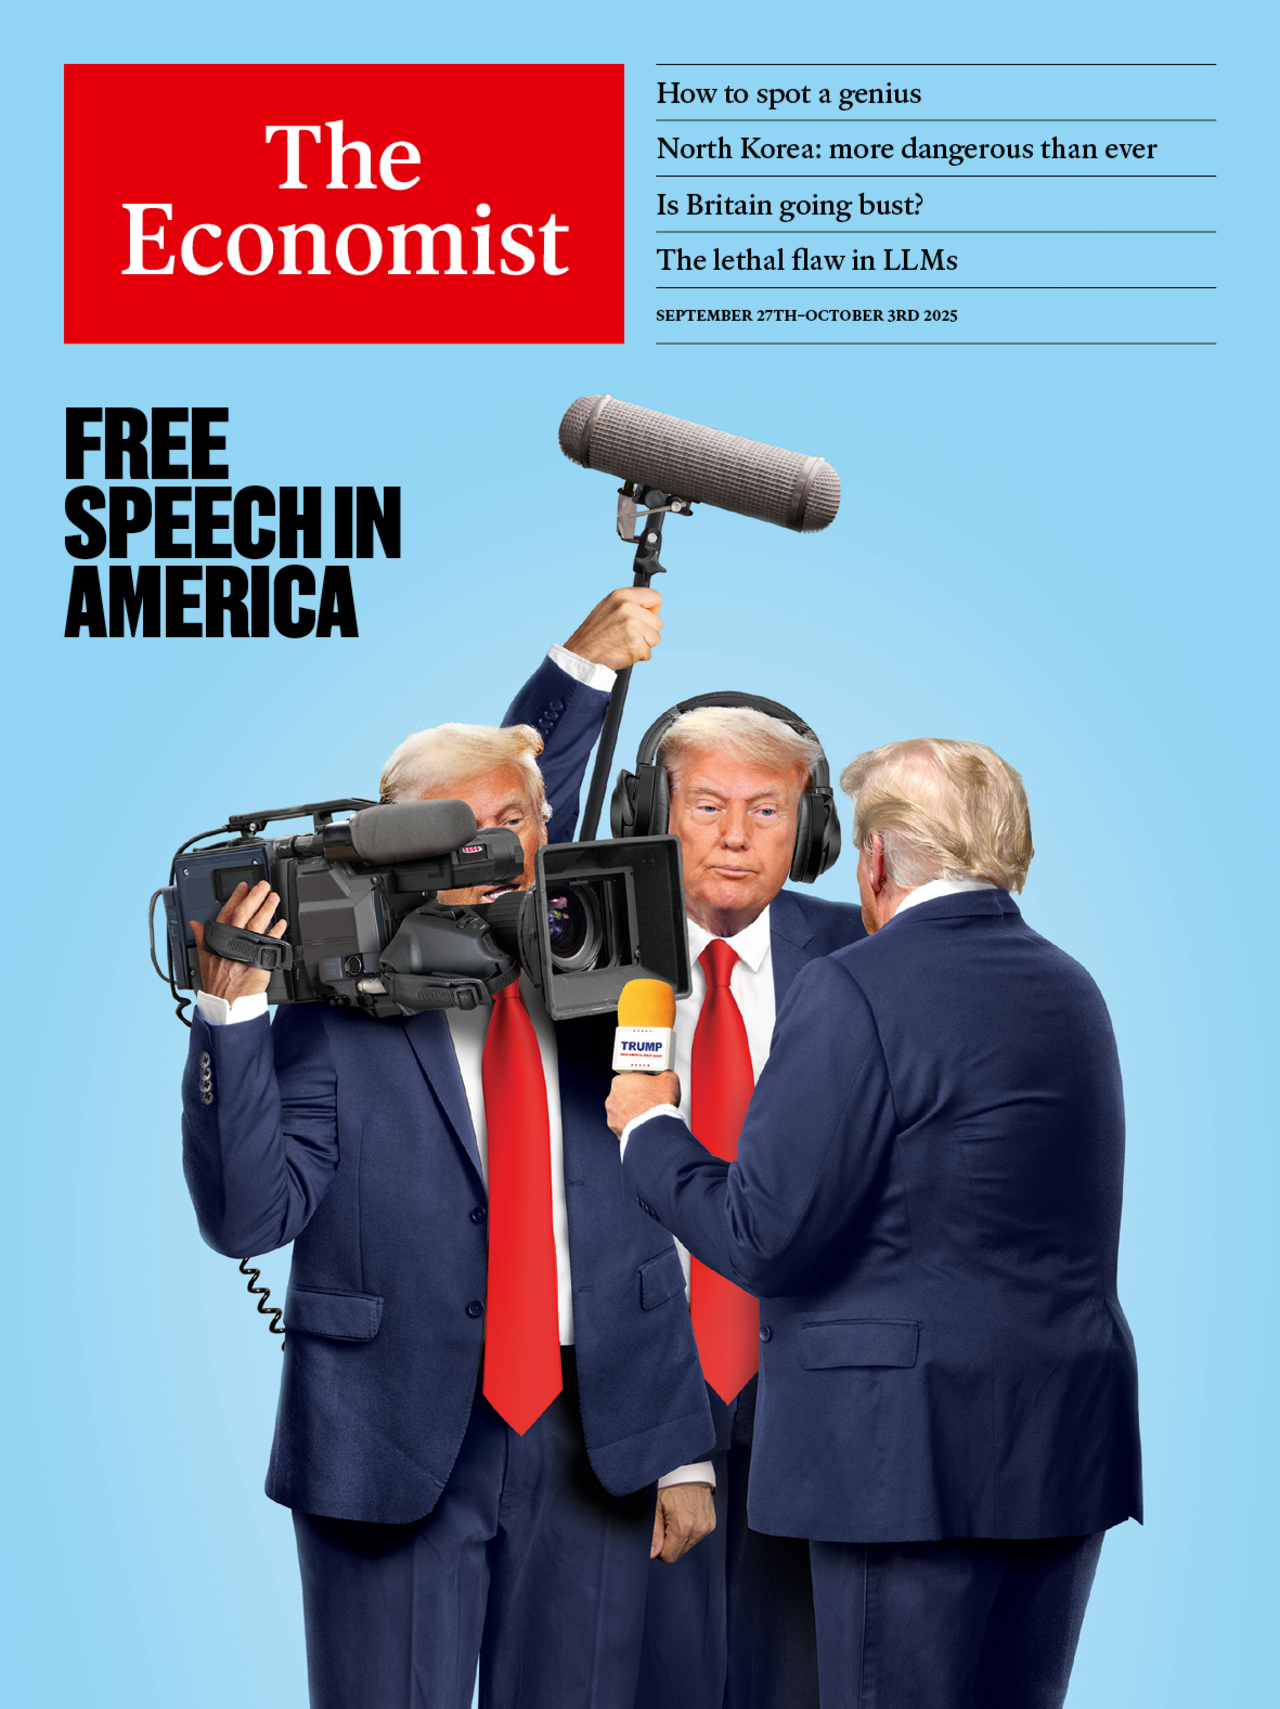 The
Economist
How to spot a genius
North Korea: more dangerous than ever
Is Britain going bust?
The lethal flaw in LLMs
SEPTEMBER 27TH–OCTOBER 3RD 2025
FREE
SPEECH IN
AMERICA
TRUMP